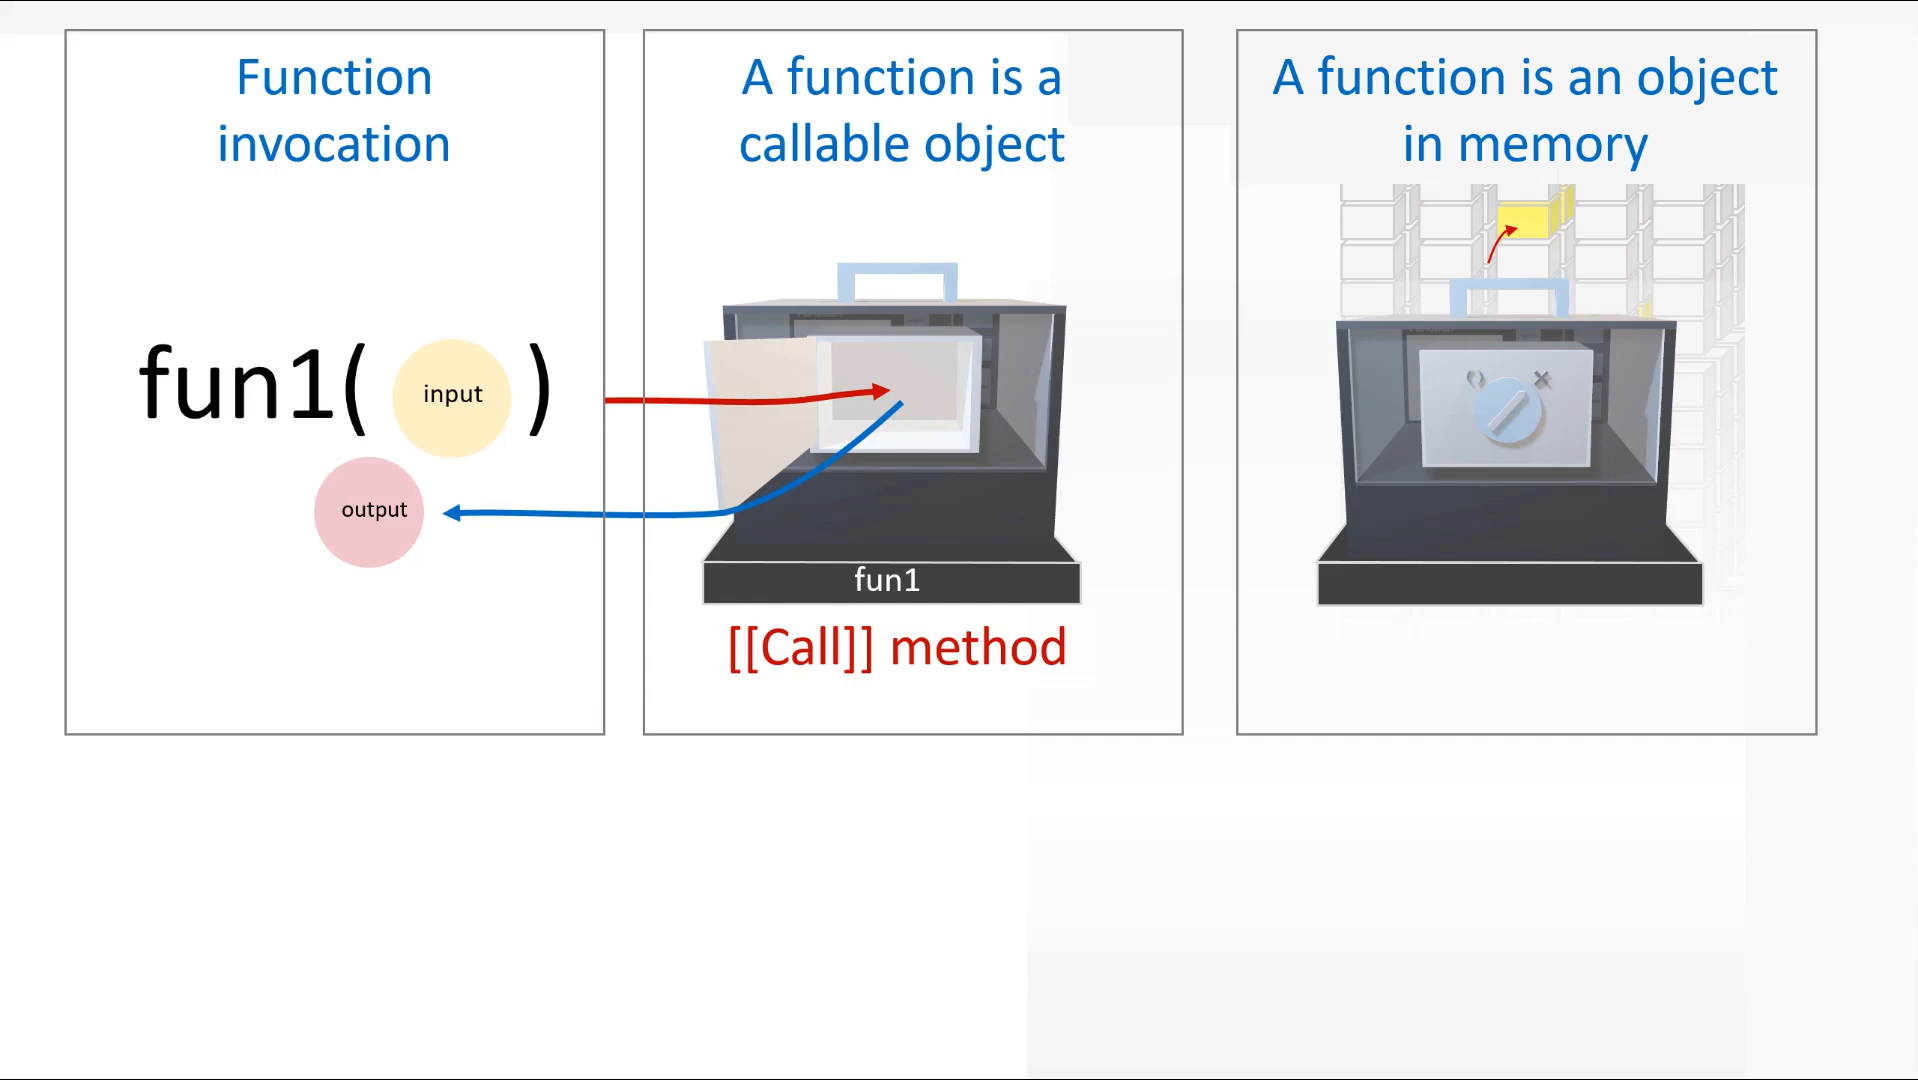 Function
invocation
fun1( input )
output
A function is a
callable object
fun1
[[Call]] method
A function is an object
in memory